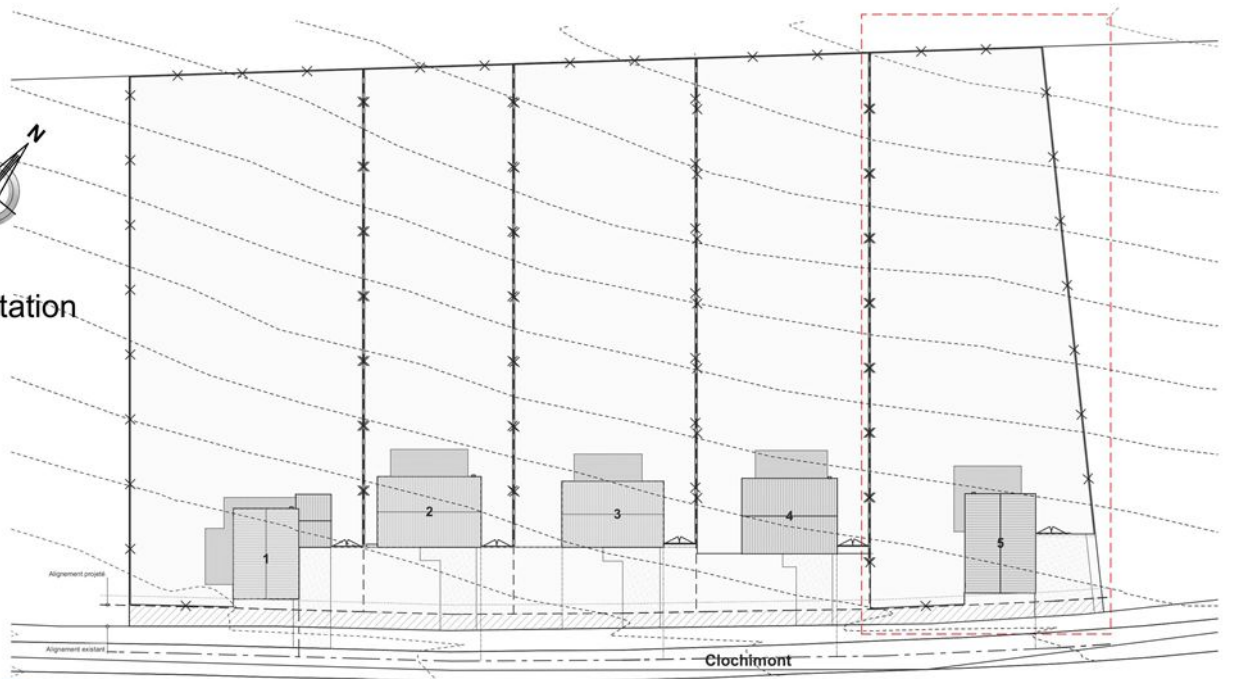 N
tation
1
2
3
4
5
Alignement projeté
Alignement existant
Clochimont